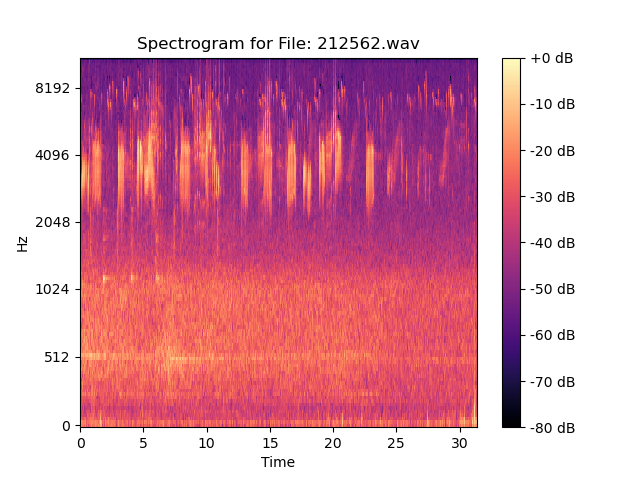 Spectrogram for File: 212562.wav
8192
4096
2048
1024
512
0
Hz
0 5 10 15 20 25 30
Time
+0 dB
-10 dB
-20 dB
-30 dB
-40 dB
-50 dB
-60 dB
-70 dB
-80 dB